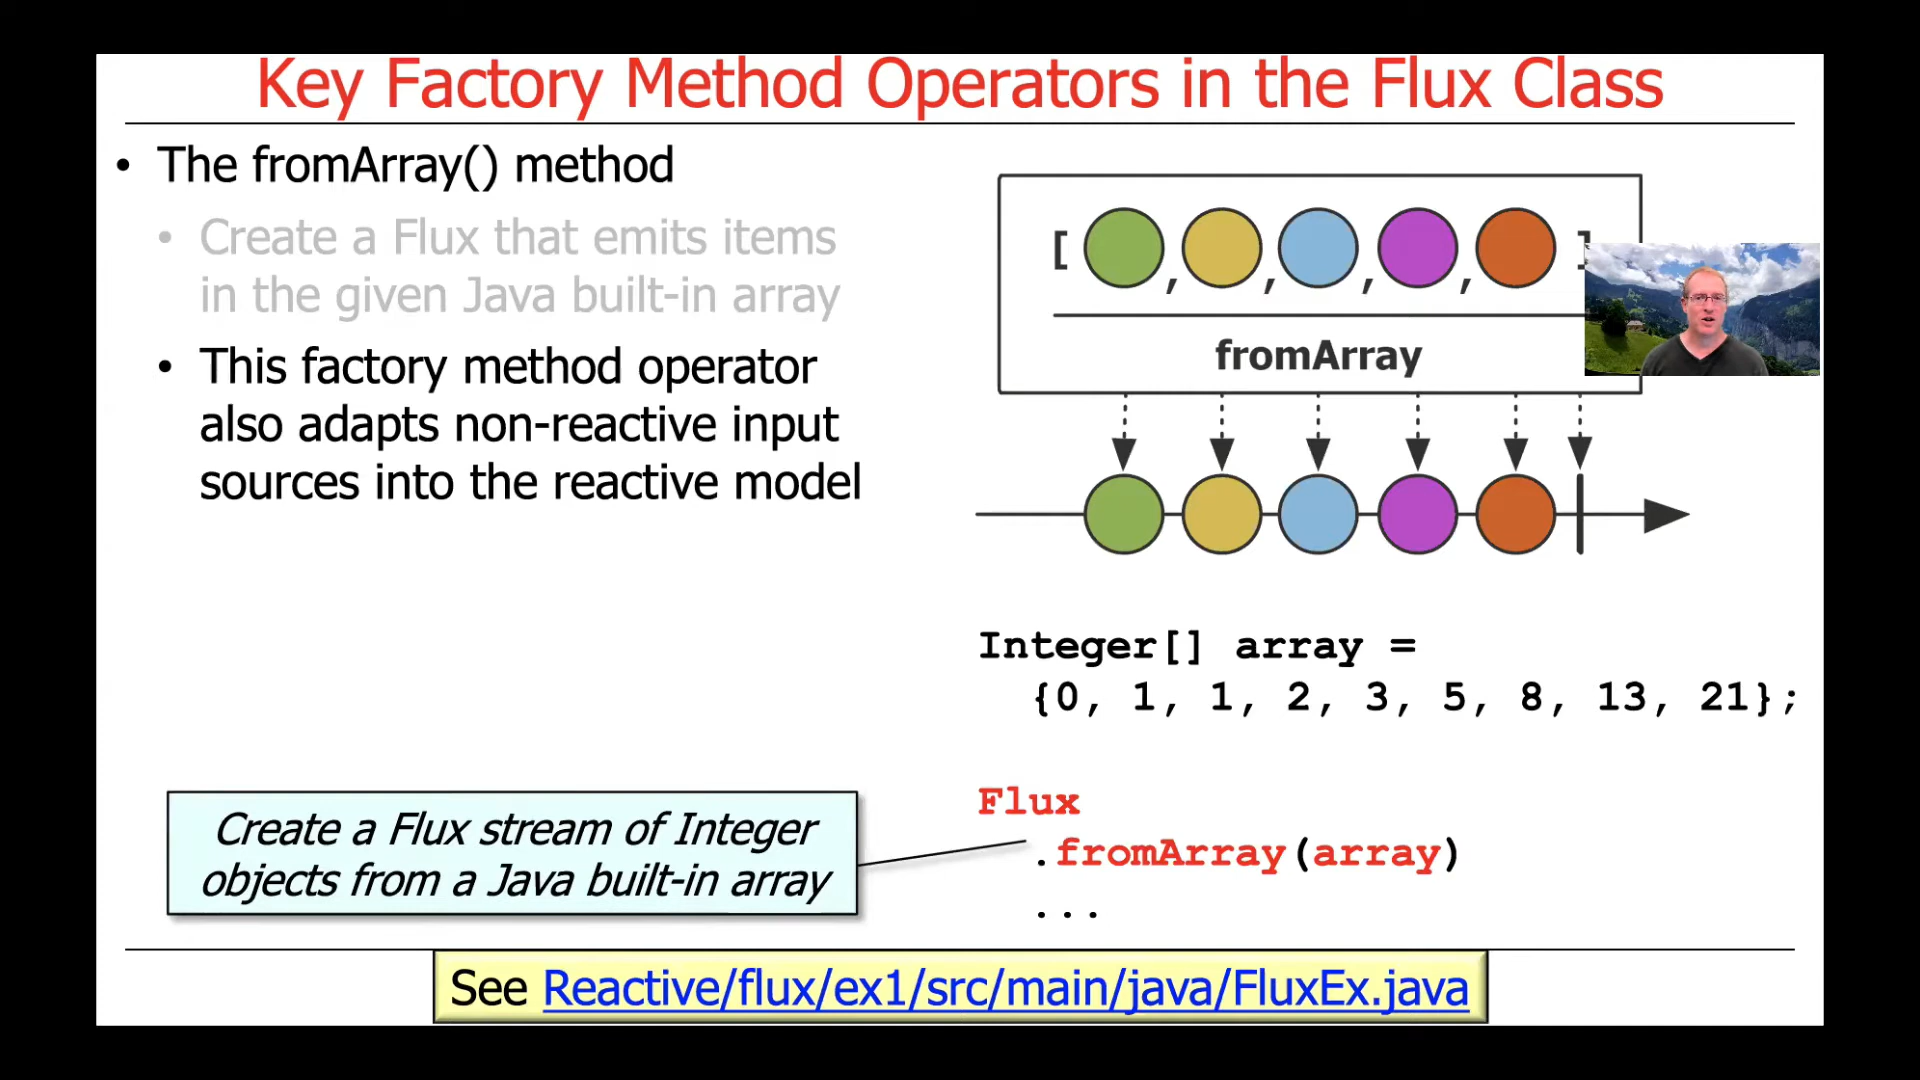 Key Factory Method Operators in the Flux Class
• The fromArray() method
• Create a Flux that emits items
in the given Java built-in array
• This factory method operator
also adapts non-reactive input
sources into the reactive model
[ , , , , ]
fromArray
Integer[] array =
{0, 1, 1, 2, 3, 5, 8, 13, 21};
Flux
.fromArray(array)
...
Create a Flux stream of Integer
objects from a Java built-in array
See Reactive/flux/ex1/src/main/java/FluxEx.java